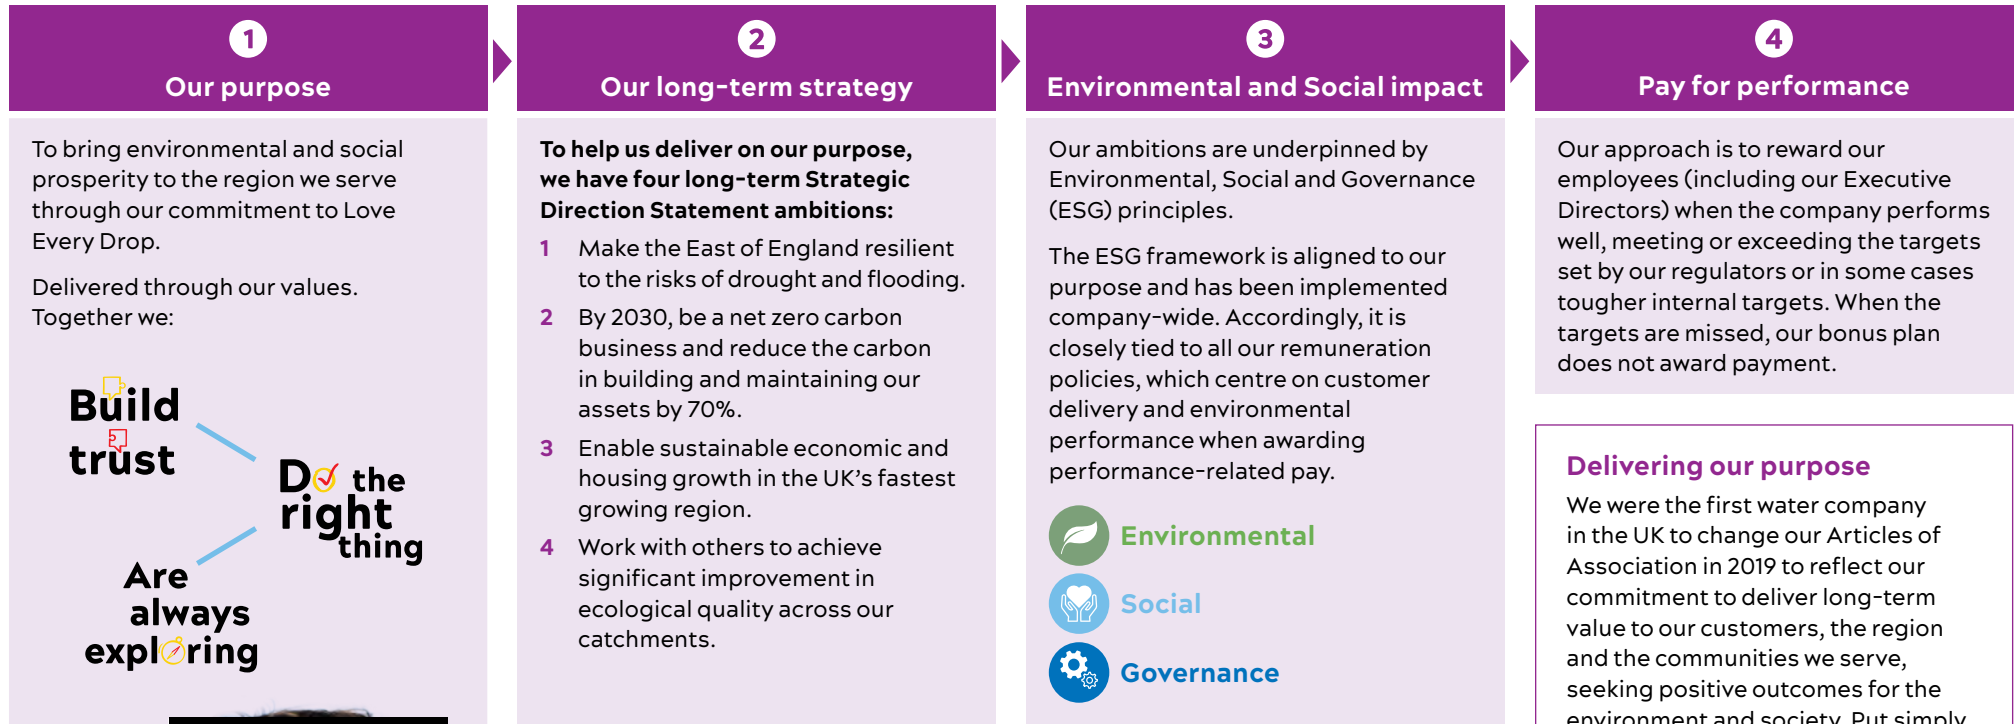 1
Our purpose
To bring environmental and social
prosperity to the region we serve
through our commitment to Love
Every Drop.
Delivered through our values.
Together we:
Build
trust
Do the
right
thing
Are
always
exploring
2
Our long-term strategy
To help us deliver on our purpose,
we have four long-term Strategic
Direction Statement ambitions:
1 Make the East of England resilient
to the risks of drought and flooding.
2 By 2030, be a net zero carbon
business and reduce the carbon
in building and maintaining our
assets by 70%.
3 Enable sustainable economic and
housing growth in the UK’s fastest
growing region.
4 Work with others to achieve
significant improvement in
ecological quality across our
catchments.
3
Environmental and Social impact
Our ambitions are underpinned by
Environmental, Social and Governance
(ESG) principles.
The ESG framework is aligned to our
purpose and has been implemented
company-wide. Accordingly, it is
closely tied to all our remuneration
policies, which centre on customer
delivery and environmental
performance when awarding
performance-related pay.
Environmental
Social
Governance
4
Pay for performance
Our approach is to reward our
employees (including our Executive
Directors) when the company performs
well, meeting or exceeding the targets
set by our regulators or in some cases
tougher internal targets. When the
targets are missed, our bonus plan
does not award payment.
Delivering our purpose
We were the first water company
in the UK to change our Articles of
Association in 2019 to reflect our
commitment to deliver long-term
value to our customers, the region
and the communities we serve,
seeking positive outcomes for the
environment and society. Put simply